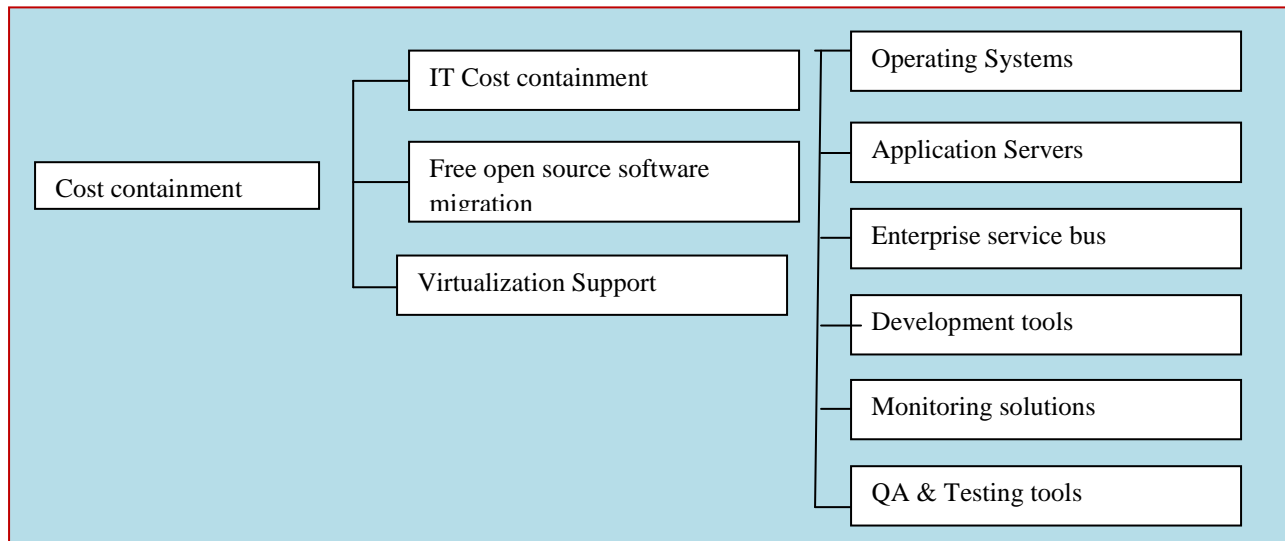 Cost containment
IT Cost containment
Free open source software
migration
Virtualization Support
Operating Systems
Application Servers
Enterprise service bus
Development tools
Monitoring solutions
QA & Testing tools